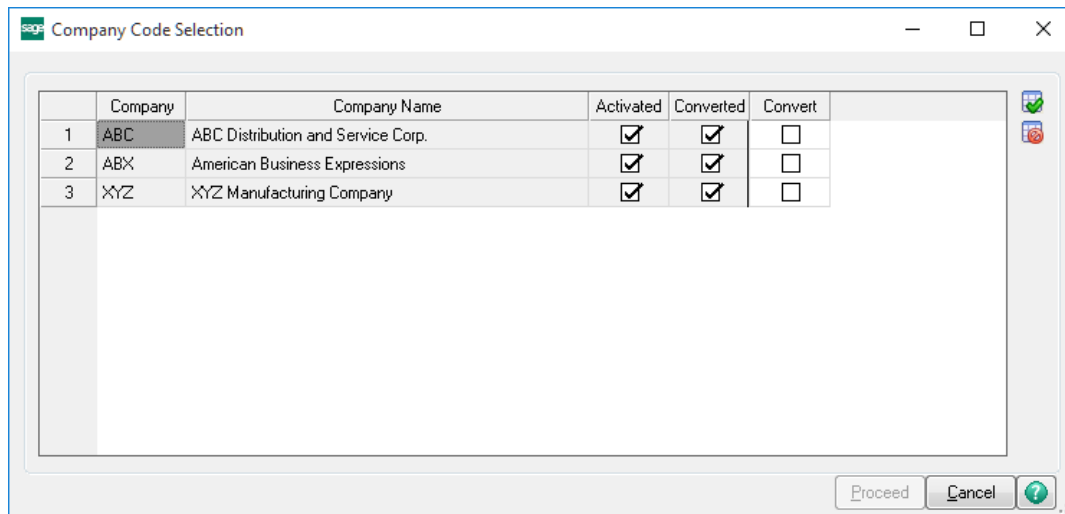 sage Company Code Selection
Company Company Name Activated Converted Convert
1 ABC ABC Distribution and Service Corp.
2 ABX American Business Expressions
3 XYZ XYZ Manufacturing Company
Proceed Cancel ?